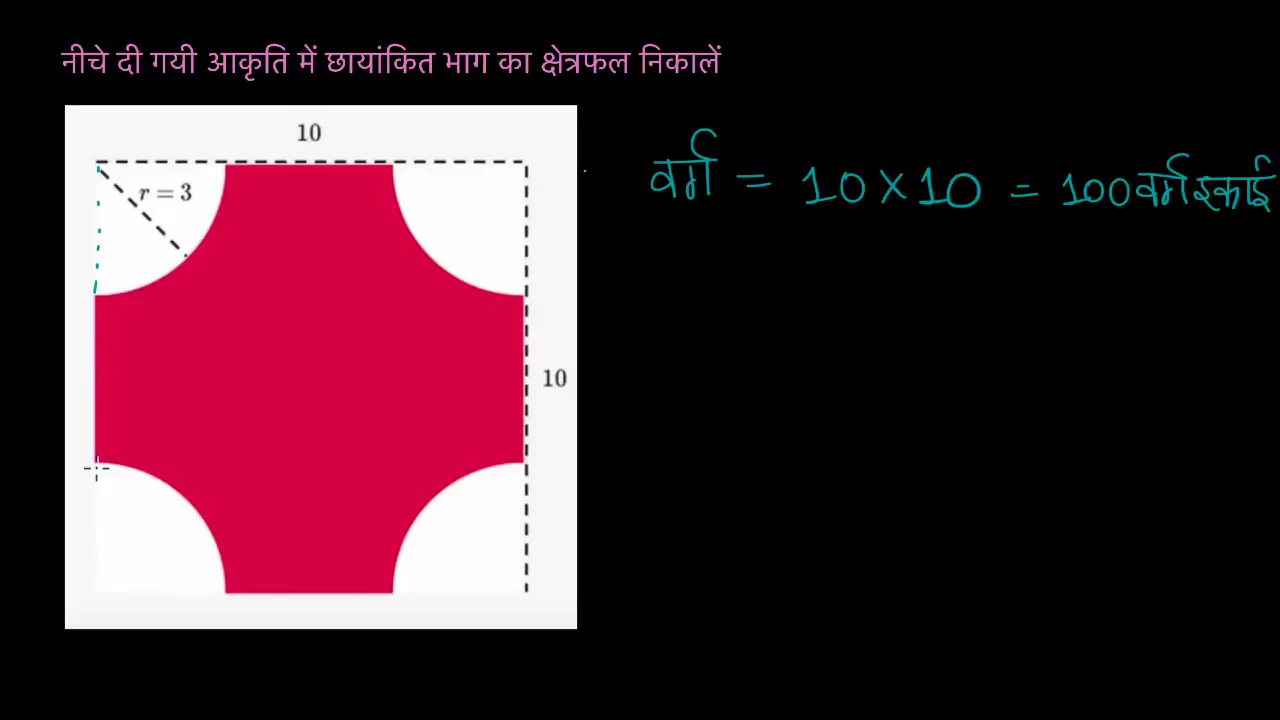 नीचे दी गयी आकृति में छायांकित भाग का क्षेत्रफल निकालें
10
वर्ग = 10 × 10 = 100 वर्ग इकाई
r = 3
10